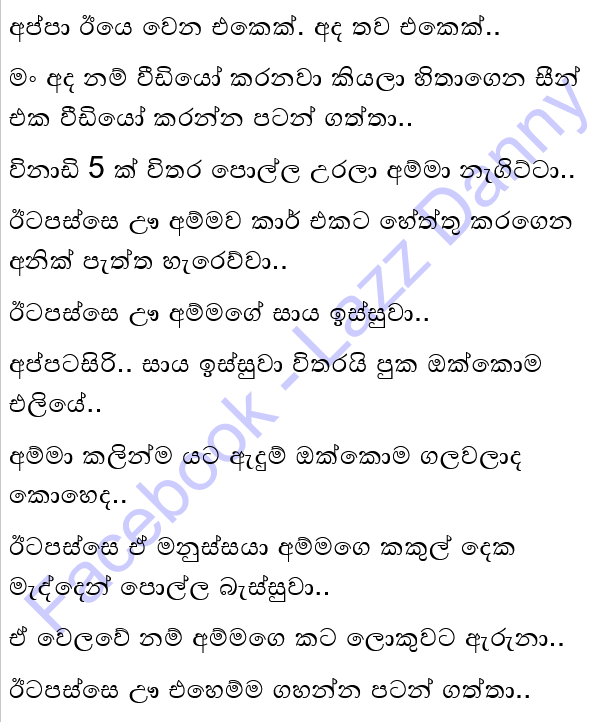 අප්පා ඊයෙ වෙන එකෙක්. අද තව එකෙක්..
මං අද නම් වීඩියෝ කරනවා කියලා හිතාගෙන සීන්
එක වීඩියෝ කරන්න පටන් ගත්තා..
විනාඩි 5 ක් විතර පොල්ල උරලා අම්මා නැගිට්ටා..
ඊටපස්සෙ ඌ අම්මව කාර් එකට හේත්තු කරගෙන
අනික් පැත්ත හැරෙව්වා..
ඊටපස්සෙ ඌ අම්මගේ සාය ඉස්සුවා..
අප්පටසිරි.. සාය ඉස්සුවා විතරයි පුක ඔක්කොම
එලියේ..
අම්මා කලින්ම යට ඇදුම් ඔක්කොම ගලවලාද
කොහෙද..
ඊටපස්සෙ ඒ මනුස්සයා අම්මගෙ කකුල් දෙක
මැද්දෙන් පොල්ල බැස්සුවා..
ඒ වෙලවේ නම් අම්මගෙ කට ලොකුවට ඇරුනා..
ඊටපස්සෙ ඌ එහෙම්ම ගහන්න පටන් ගත්තා..
Facebook - Lazz Danny